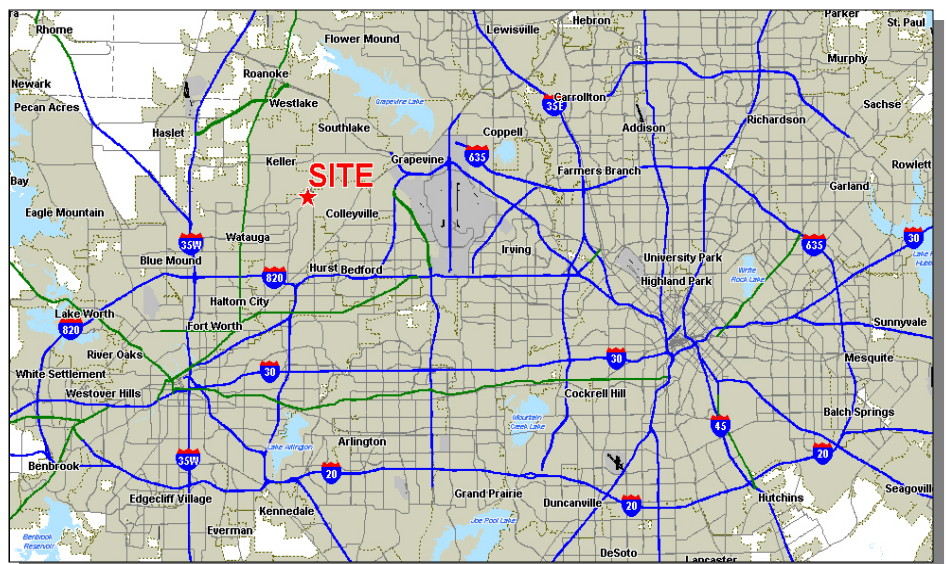 ra
Rhome
Flower Mound
Lewisville
Hebron
Parker
St. Paul
Murphy
Newark
Pecan Acres
Roanoke
Westlake
Grapevine Lake
35E
Carrollton
Sachse
Haslet
Southlake
Coppell
Addison
Richardson
Keller
Grapevine
635
Farmers Branch
Rowlett
Bay
SITE
Garland
Eagle Mountain
Colleyville
Watauga
35W
Irving
635
30
Blue Mound
820
Hurst
Bedford
University Park
Highland Park
White
Rock Lake
Lake
Hubb
Haltom City
Lake Worth
820
Fort Worth
Sunnyvale
River Oaks
White Settlement
30
30
Mesquite
Westover Hills
Cockrell Hill
Mountain
Creek Lake
45
Balch Springs
Lake Arlington
Arlington
35W
20
20
Benbrook
Edgecliff Village
Grand Prairie
Duncanville
20
Hutchins
Seagovill
Kennedale
Everman
Joe Pool Lake
Benbrook
Reservoir
DeSoto
Lancaster